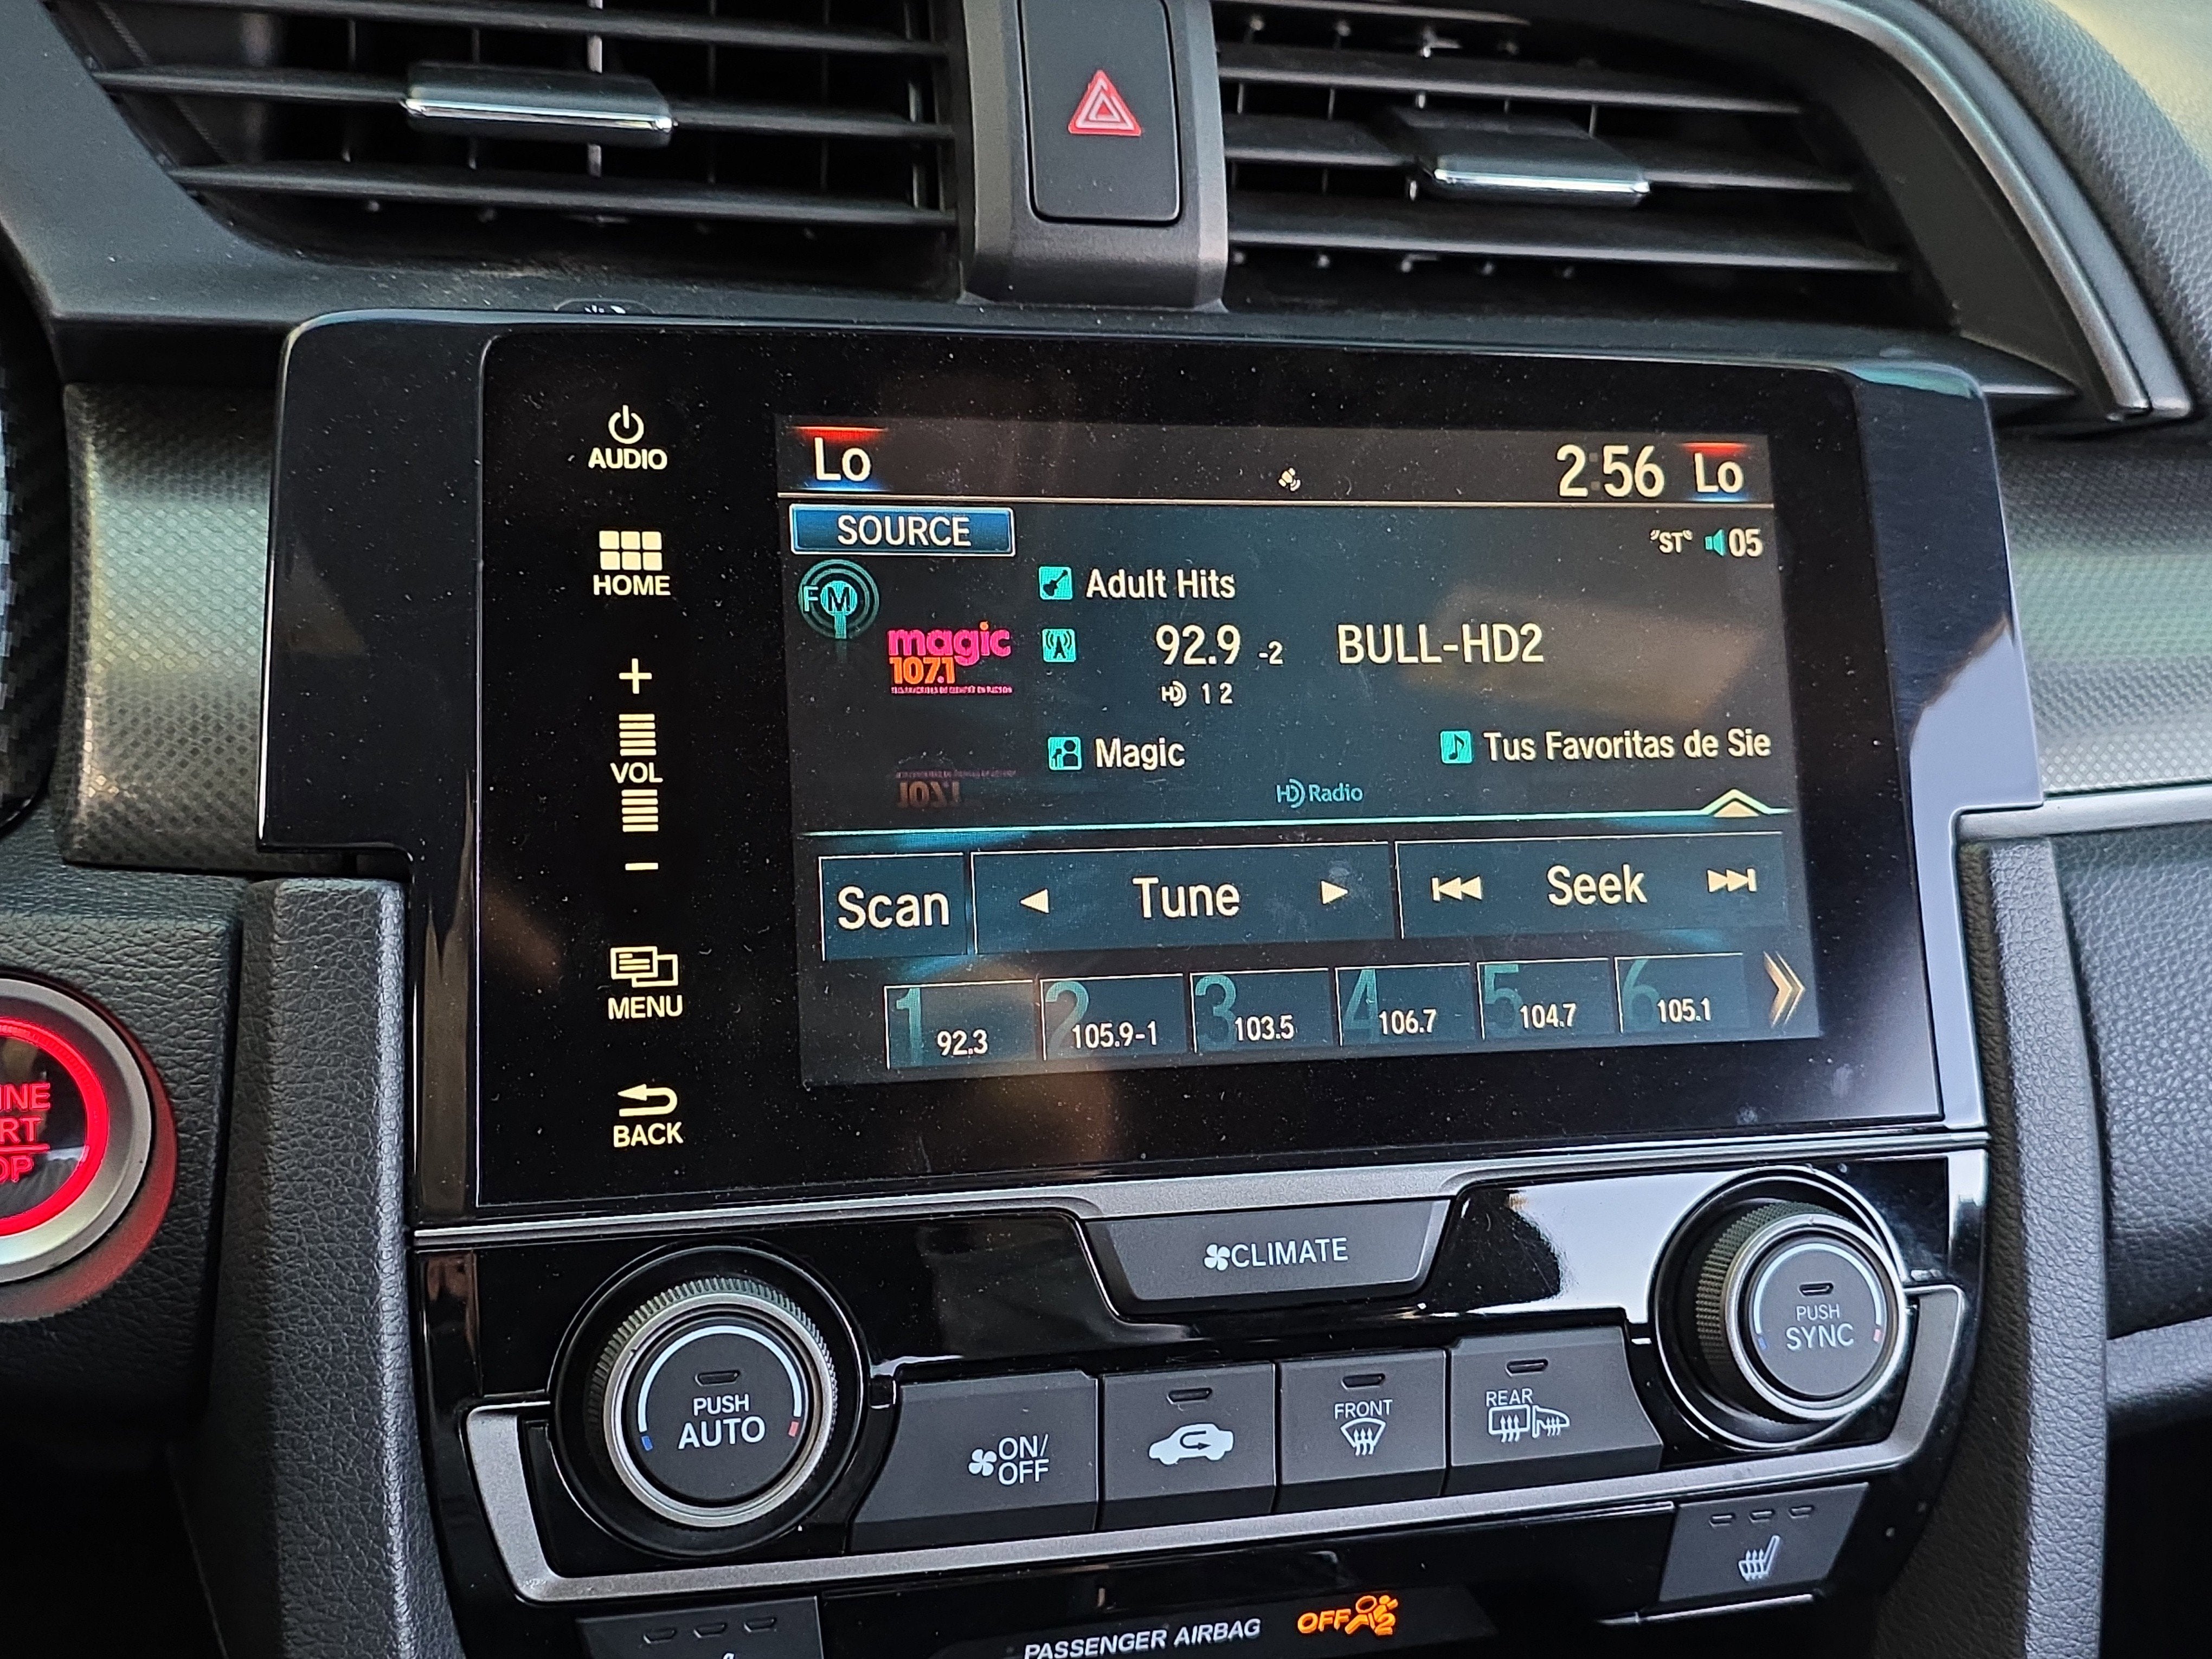 AUDIO
HOME
+
VOL
−
MENU
BACK
Lo
2:56 Lo
SOURCE
"ST" 05
FM
magic
107.1
Adult Hits
92.9 -2 BULL-HD2
HD 1 2
Magic
Tus Favoritas de Sie
HD Radio
Scan
Tune
Seek
1 92.3
2 105.9-1
3 103.5
4 106.7
5 104.7
6 105.1
CLIMATE
PUSH
AUTO
ON/
OFF
FRONT
REAR
PUSH
SYNC
PASSENGER AIRBAG
OFF
2